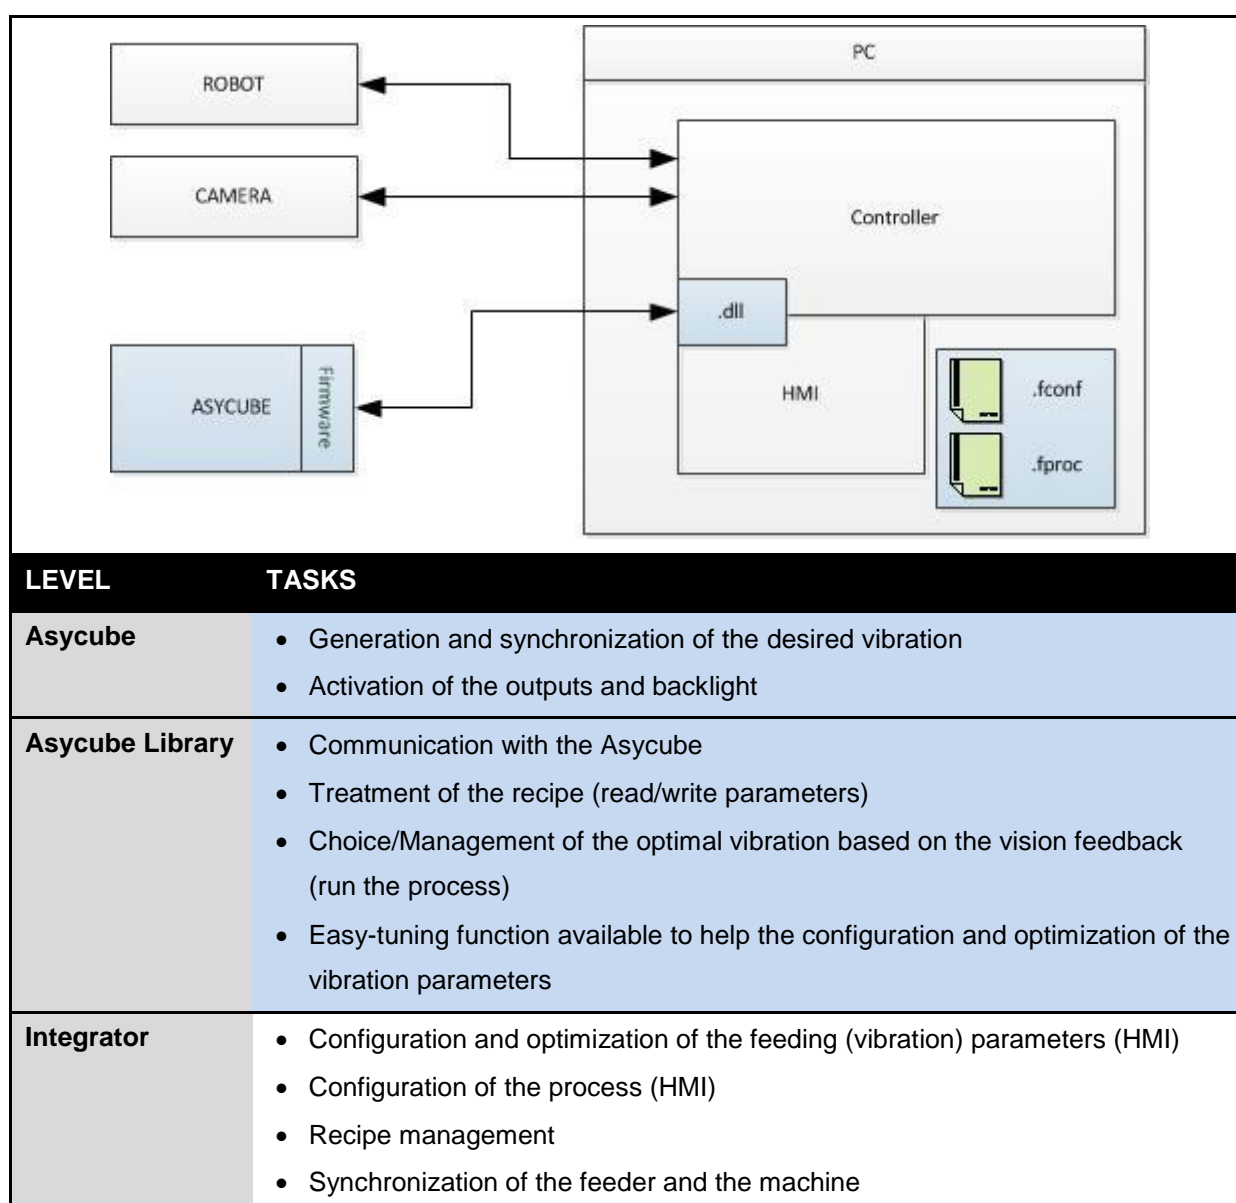 PC
ROBOT
CAMERA
Controller
.dll
ASYCUBE
Firmware
HMI
.fconf
.fproc
LEVEL TASKS
Asycube
• Generation and synchronization of the desired vibration
• Activation of the outputs and backlight
Asycube Library
• Communication with the Asycube
• Treatment of the recipe (read/write parameters)
• Choice/Management of the optimal vibration based on the vision feedback
(run the process)
• Easy-tuning function available to help the configuration and optimization of the
vibration parameters
Integrator
• Configuration and optimization of the feeding (vibration) parameters (HMI)
• Configuration of the process (HMI)
• Recipe management
• Synchronization of the feeder and the machine